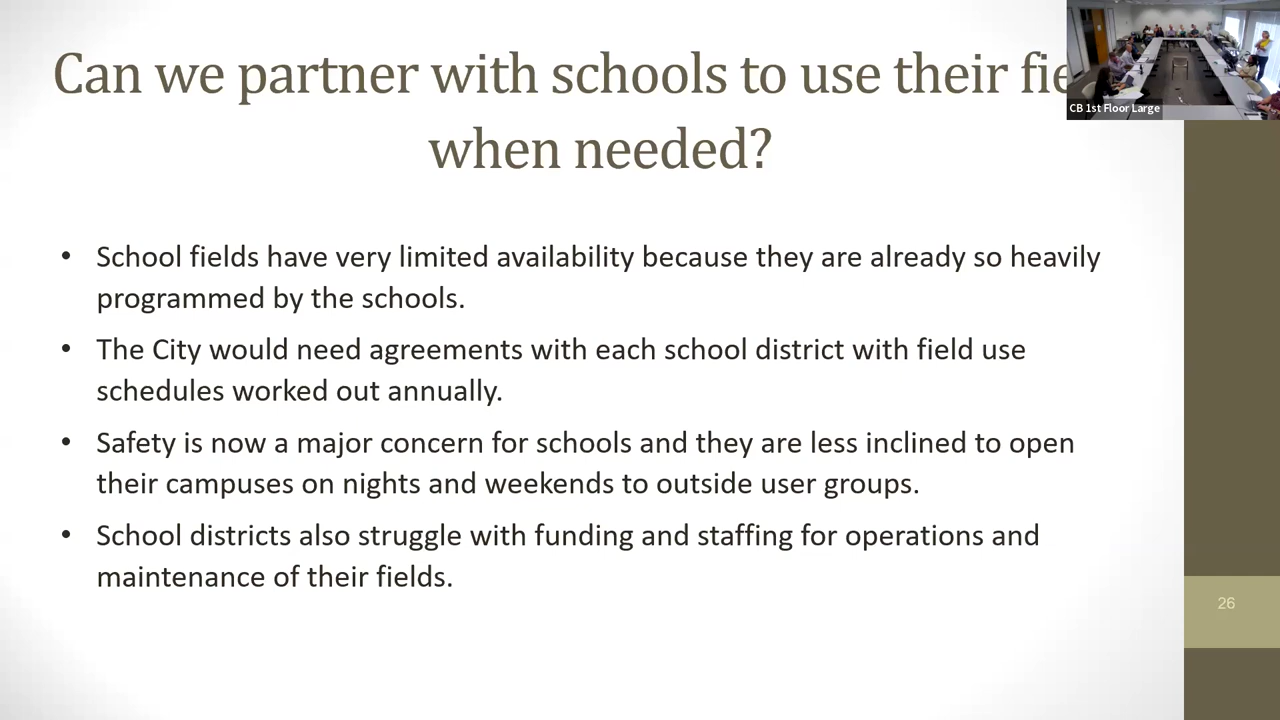 Can we partner with schools to use their
when needed?
CB 1st Floor Large
• School fields have very limited availability because they are already so heavily
programmed by the schools.
• The City would need agreements with each school district with field use
schedules worked out annually.
• Safety is now a major concern for schools and they are less inclined to open
their campuses on nights and weekends to outside user groups.
• School districts also struggle with funding and staffing for operations and
maintenance of their fields.
26